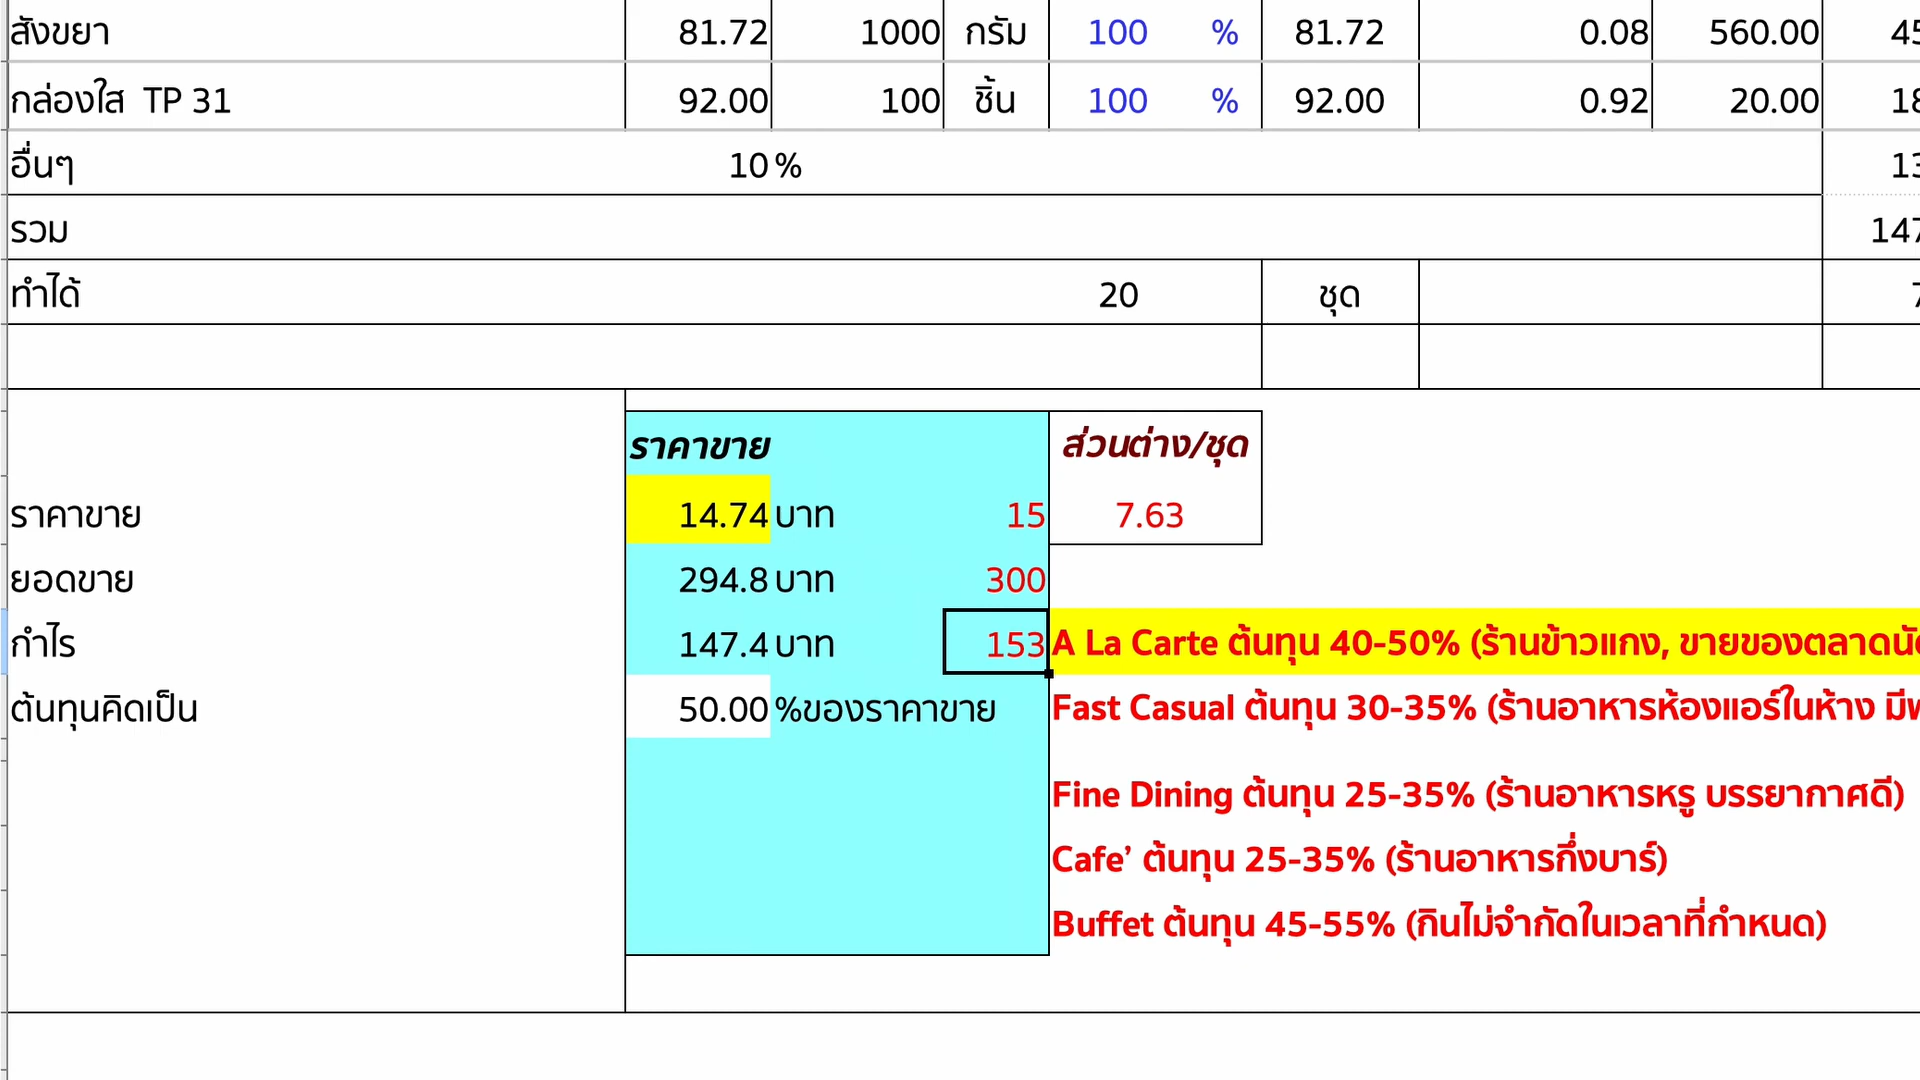 สังขยา 81.72 1000 กรัม 100 % 81.72 0.08 560.00 45
กล่องใส TP 31 92.00 100 ชิ้น 100 % 92.00 0.92 20.00 18
อื่นๆ 10 % 13
รวม 147
ทำได้ 20 ชุด 7
ราคาขาย ส่วนต่าง/ชุด
ราคาขาย 14.74 บาท 15 7.63
ยอดขาย 294.8 บาท 300
กำไร 147.4 บาท 153 A La Carte ต้นทุน 40-50% (ร้านข้าวแกง, ขายของตลาดนัด
ต้นทุนคิดเป็น 50.00 %ของราคาขาย Fast Casual ต้นทุน 30-35% (ร้านอาหารห้องแอร์ในห้าง มี
Fine Dining ต้นทุน 25-35% (ร้านอาหารหรู บรรยากาศดี)
Cafe’ ต้นทุน 25-35% (ร้านอาหารกึ่งบาร์)
Buffet ต้นทุน 45-55% (กินไม่จำกัดในเวลาที่กำหนด)